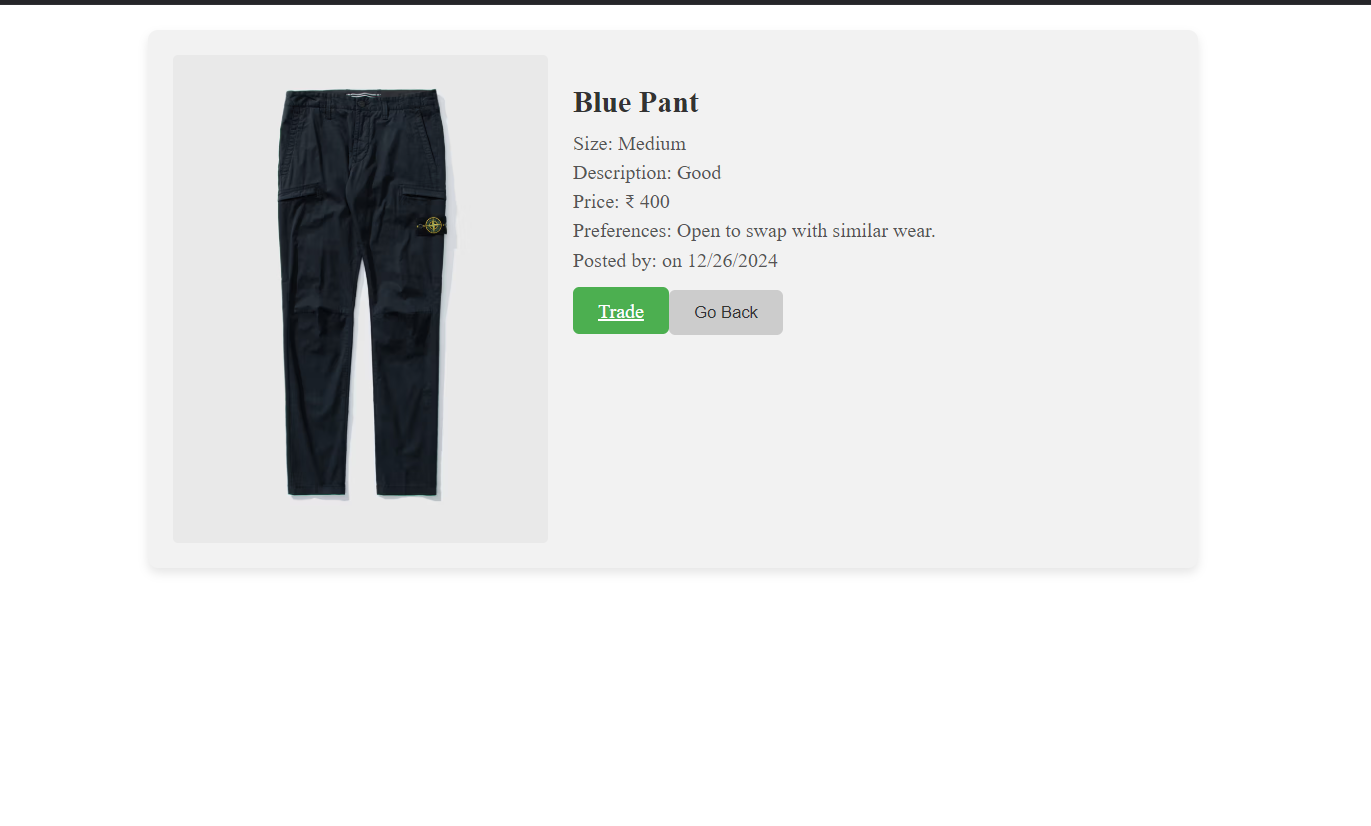 Blue Pant
Size: Medium
Description: Good
Price: ₹ 400
Preferences: Open to swap with similar wear.
Posted by: on 12/26/2024
Trade
Go Back